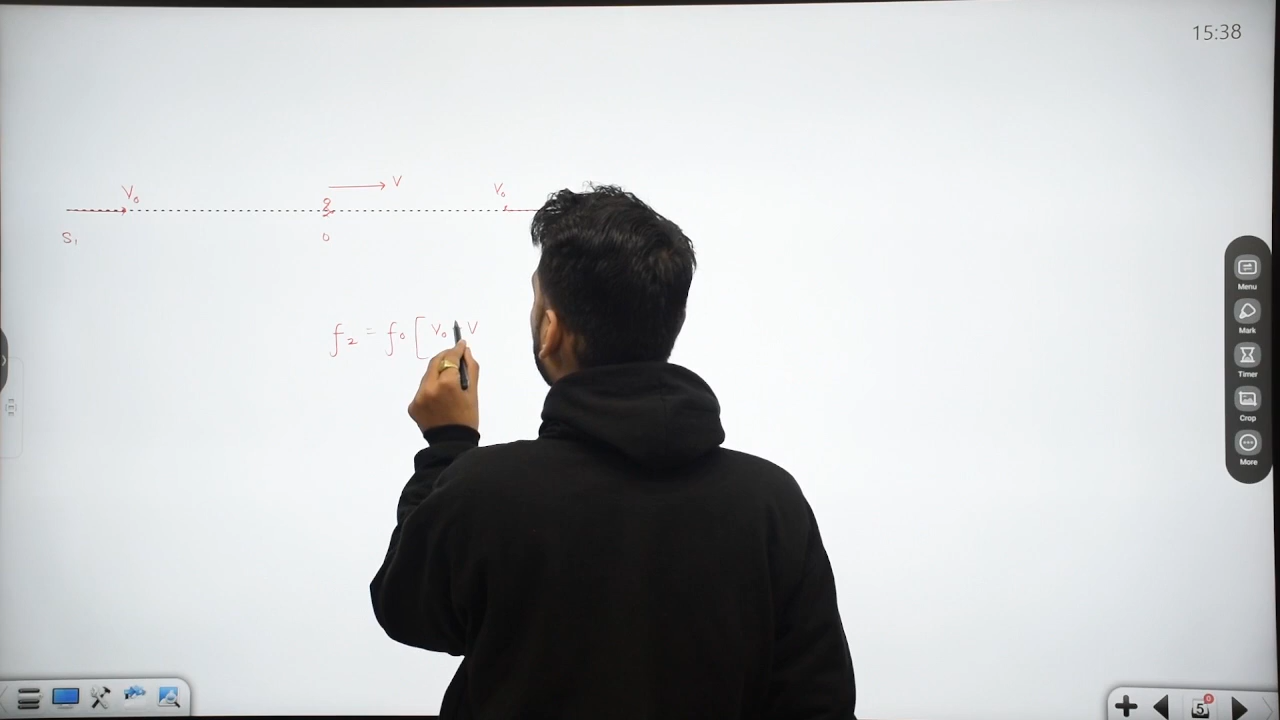 15:38
V₀ V V₀
S₁ O
f₂ = f₀ [ V₀ V
Menu
Mark
Timer
Crop
More
5 0